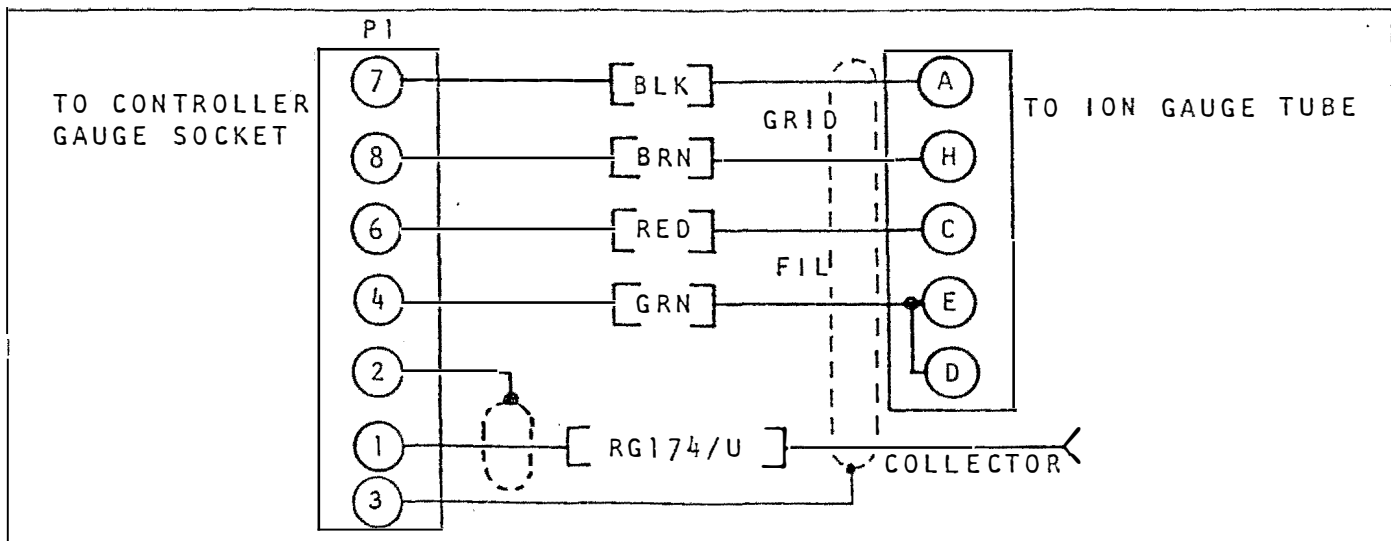 P1
7
BLK
A
TO CONTROLLER
GAUGE SOCKET
GRID
TO ION GAUGE TUBE
8
BRN
H
6
RED
C
FIL
4
GRN
E
2
D
1
RG174/U
COLLECTOR
3